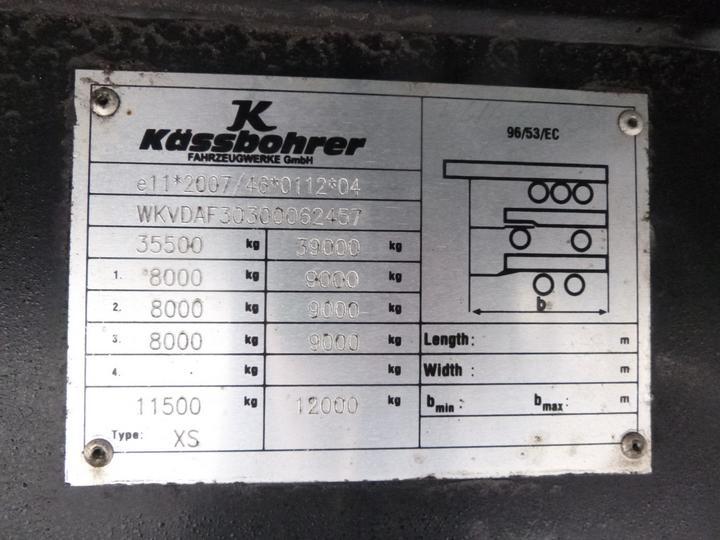 K
Kässbohrer
FAHRZEUGWERKE GmbH
e11*2007/46*0112*04
WKVDAF30300062457
35500 kg 39000 kg
1. 8000 kg 9000 kg
2. 8000 kg 9000 kg
3. 8000 kg 9000 kg
4. kg kg
11500 kg 12000 kg
Type: XS
96/53/EC
b
Length: m
Width: m
bmin: bmax: m